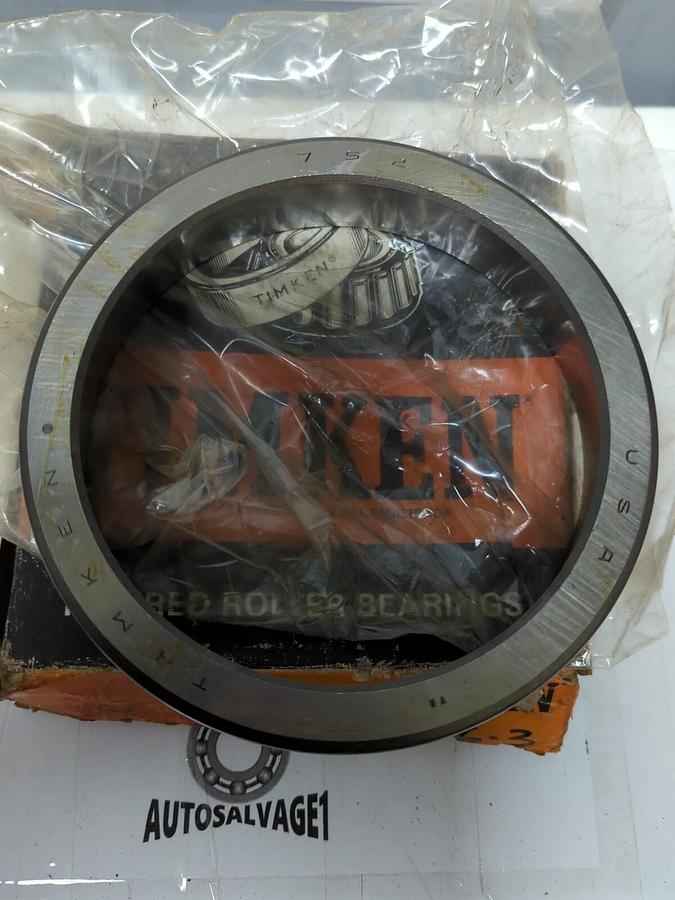 752
TIMKEN®
TIMKEN®
RED ROLLER BEARINGS
USA
TIMKEN
AUTOSALVAGE1